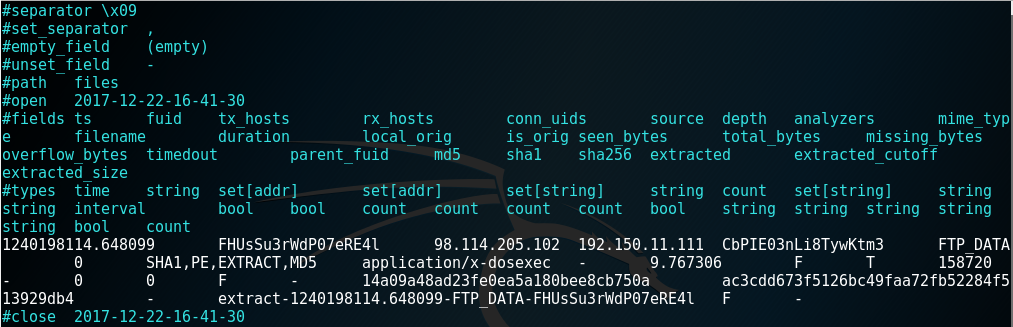 #separator \x09
#set_separator ,
#empty_field (empty)
#unset_field -
#path files
#open 2017-12-22-16-41-30
#fields ts fuid tx_hosts rx_hosts conn_uids source depth analyzers mime_typ
e filename duration local_orig is_orig seen_bytes total_bytes missing_bytes
overflow_bytes timedout parent_fuid md5 sha1 sha256 extracted extracted_cutoff
extracted_size
#types time string set[addr] set[addr] set[string] string count set[string] string
string interval bool bool count count count count bool string string string string
string bool count
1240198114.648099 FHUsSu3rWdP07eRE4l 98.114.205.102 192.150.11.111 CbPIE03nLi8TywKtm3 FTP_DATA
0 SHA1,PE,EXTRACT,MD5 application/x-dosexec - 9.767306 F T 158720
- 0 0 F - 14a09a48ad23fe0ea5a180bee8cb750a ac3cdd673f5126bc49faa72fb52284f5
13929db4 - extract-1240198114.648099-FTP_DATA-FHUsSu3rWdP07eRE4l F -
#close 2017-12-22-16-41-30